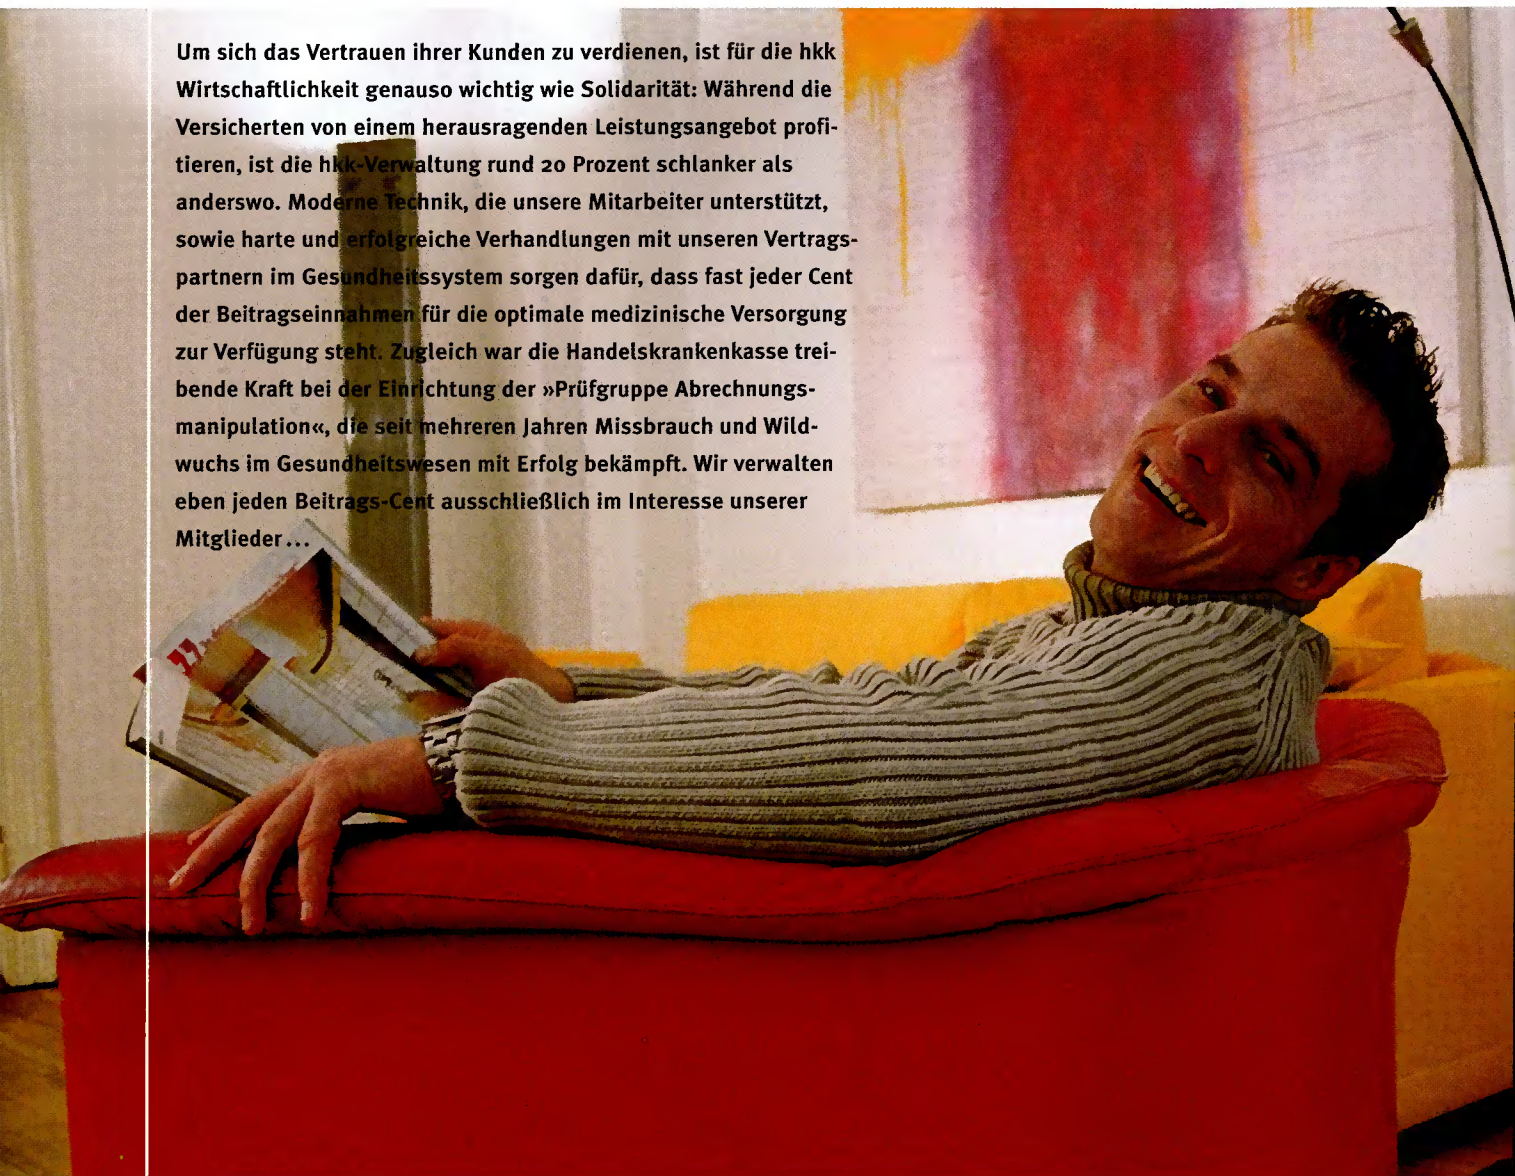 Um sich das Vertrauen ihrer Kunden zu verdienen, ist für die hkk
Wirtschaftlichkeit genauso wichtig wie Solidarität: Während die
Versicherten von einem herausragenden Leistungsangebot profi-
tieren, ist die hkk-Verwaltung rund 20 Prozent schlanker als
anderswo. Moderne Technik, die unsere Mitarbeiter unterstützt,
sowie harte und erfolgreiche Verhandlungen mit unseren Vertrags-
partnern im Gesundheitssystem sorgen dafür, dass fast jeder Cent
der Beitragseinnahmen für die optimale medizinische Versorgung
zur Verfügung steht. Zugleich war die Handelskrankenkasse trei-
bende Kraft bei der Einrichtung der »Prüfgruppe Abrechnungs-
manipulation«, die seit mehreren Jahren Missbrauch und Wild-
wuchs im Gesundheitswesen mit Erfolg bekämpft. Wir verwalten
eben jeden Beitrags-Cent ausschließlich im Interesse unserer
Mitglieder...